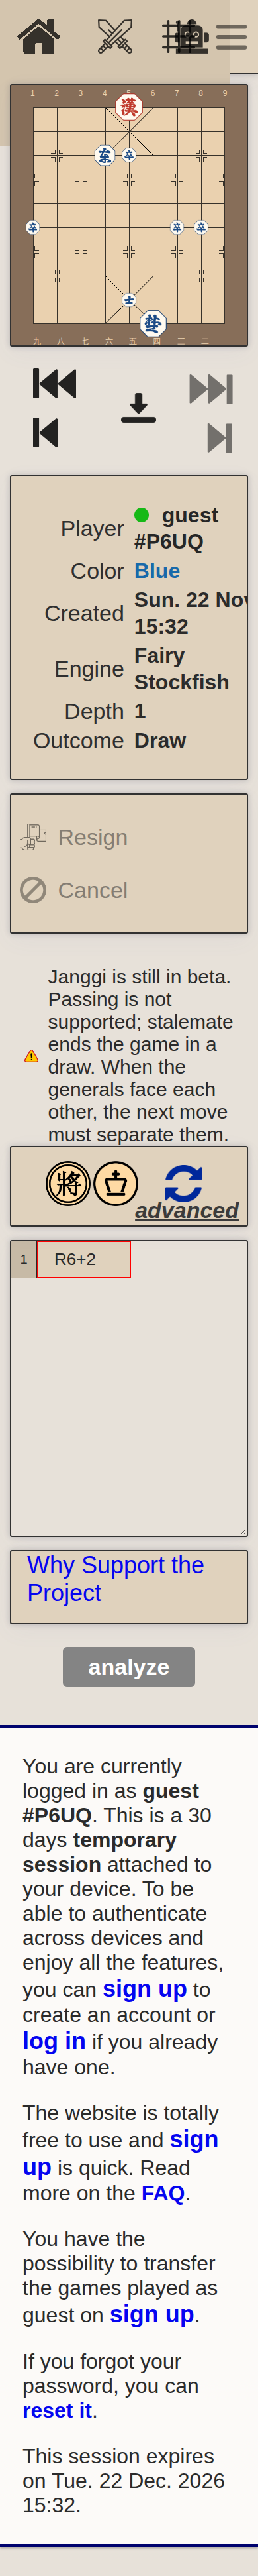 1 2 3 4 5 6 7 8 9
漢
卒
卒 卒 卒
士
楚
九 八 七 六 五 四 三 二 一
Player guest
#P6UQ
Color Blue
Created Sun. 22 Nov
15:32
Engine Fairy
Stockfish
Depth 1
Outcome Draw
Resign
Cancel
Janggi is still in beta.
Passing is not
supported; stalemate
ends the game in a
draw. When the
generals face each
other, the next move
must separate them.
將
advanced
1 R6+2
Why Support the
Project
analyze
You are currently
logged in as guest
#P6UQ. This is a 30
days temporary
session attached to
your device. To be
able to authenticate
across devices and
enjoy all the features,
you can sign up to
create an account or
log in if you already
have one.
The website is totally
free to use and sign
up is quick. Read
more on the FAQ.
You have the
possibility to transfer
the games played as
guest on sign up.
If you forgot your
password, you can
reset it.
This session expires
on Tue. 22 Dec. 2026
15:32.